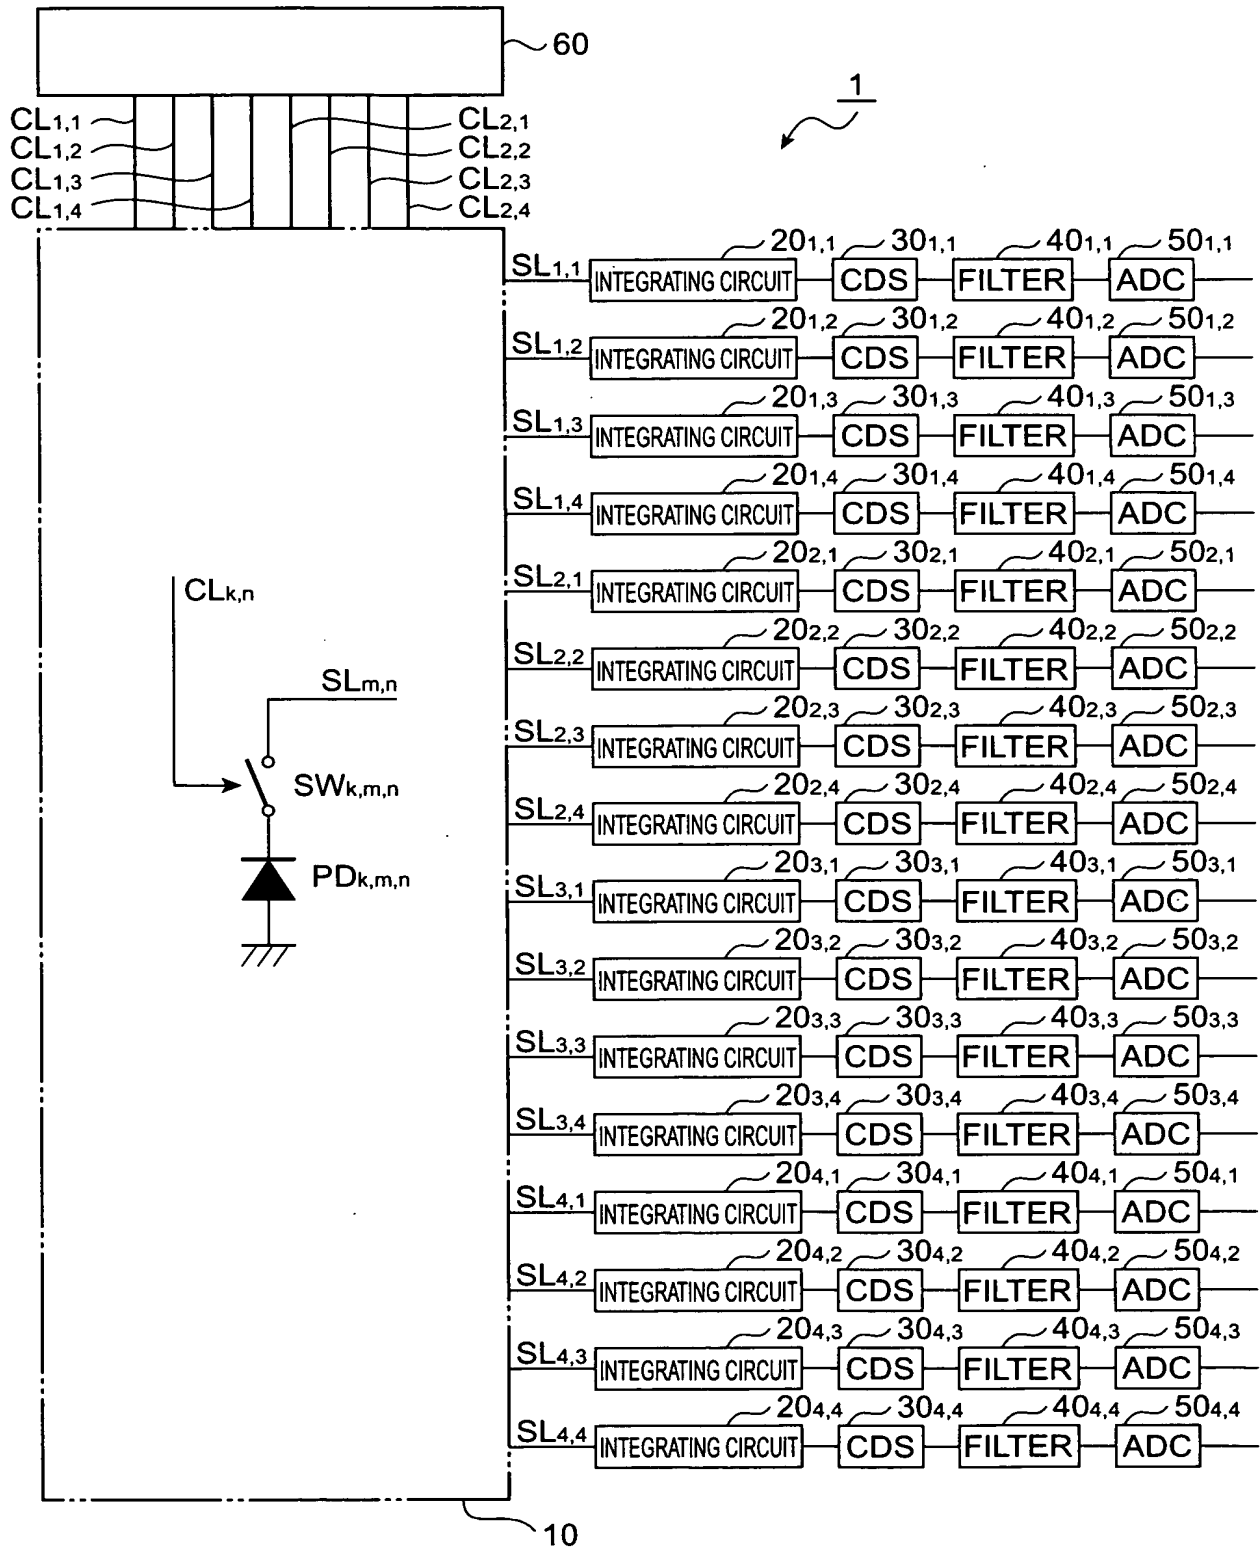 60
1
CL1,1
CL2,1
CL1,2
CL2,2
CL1,3
CL2,3
CL1,4
CL2,4
SL1,1 INTEGRATING CIRCUIT 201,1 CDS 301,1 FILTER 401,1 ADC 501,1
SL1,2 INTEGRATING CIRCUIT 201,2 CDS 301,2 FILTER 401,2 ADC 501,2
SL1,3 INTEGRATING CIRCUIT 201,3 CDS 301,3 FILTER 401,3 ADC 501,3
SL1,4 INTEGRATING CIRCUIT 201,4 CDS 301,4 FILTER 401,4 ADC 501,4
SL2,1 INTEGRATING CIRCUIT 202,1 CDS 302,1 FILTER 402,1 ADC 502,1
SL2,2 INTEGRATING CIRCUIT 202,2 CDS 302,2 FILTER 402,2 ADC 502,2
SL2,3 INTEGRATING CIRCUIT 202,3 CDS 302,3 FILTER 402,3 ADC 502,3
SL2,4 INTEGRATING CIRCUIT 202,4 CDS 302,4 FILTER 402,4 ADC 502,4
SL3,1 INTEGRATING CIRCUIT 203,1 CDS 303,1 FILTER 403,1 ADC 503,1
SL3,2 INTEGRATING CIRCUIT 203,2 CDS 303,2 FILTER 403,2 ADC 503,2
SL3,3 INTEGRATING CIRCUIT 203,3 CDS 303,3 FILTER 403,3 ADC 503,3
SL3,4 INTEGRATING CIRCUIT 203,4 CDS 303,4 FILTER 403,4 ADC 503,4
SL4,1 INTEGRATING CIRCUIT 204,1 CDS 304,1 FILTER 404,1 ADC 504,1
SL4,2 INTEGRATING CIRCUIT 204,2 CDS 304,2 FILTER 404,2 ADC 504,2
SL4,3 INTEGRATING CIRCUIT 204,3 CDS 304,3 FILTER 404,3 ADC 504,3
SL4,4 INTEGRATING CIRCUIT 204,4 CDS 304,4 FILTER 404,4 ADC 504,4
CLk,n
SLm,n
SWk,m,n
PDk,m,n
10